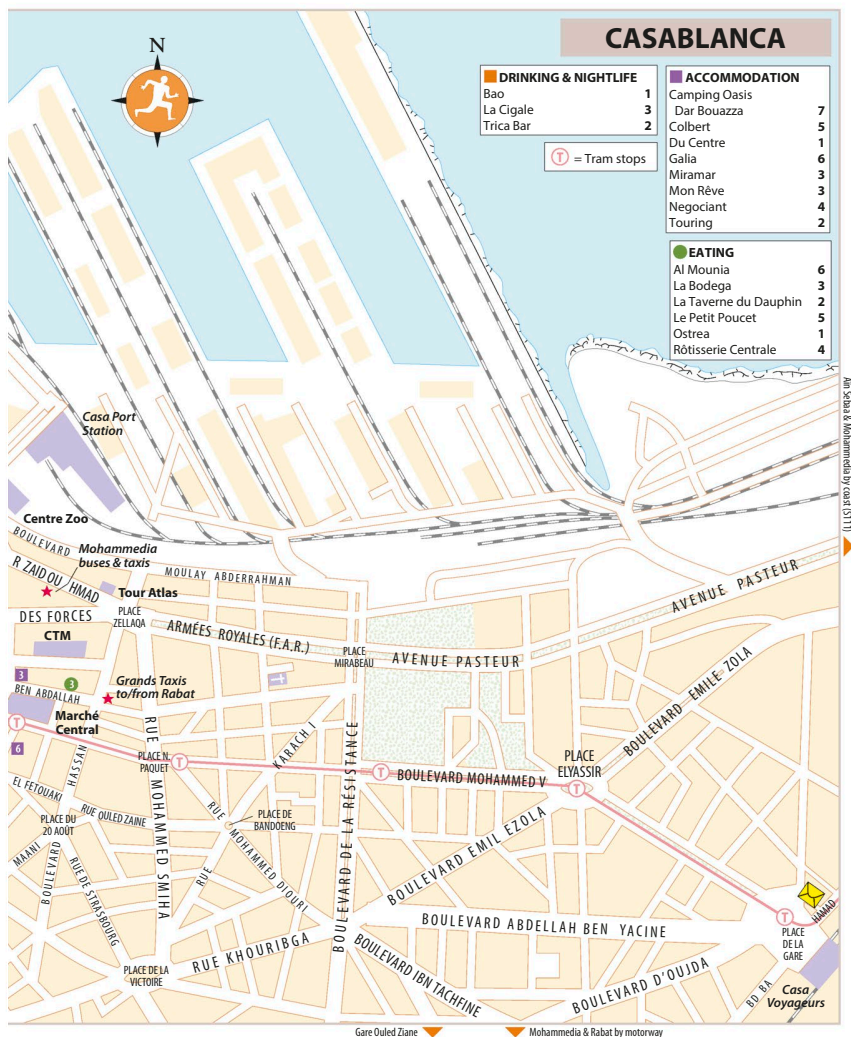 CASABLANCA
N
DRINKING & NIGHTLIFE
Bao 1
La Cigale 3
Trica Bar 2
T = Tram stops
ACCOMMODATION
Camping Oasis
Dar Bouazza 7
Colbert 5
Du Centre 1
Galia 6
Miramar 3
Mon Rêve 3
Negociant 4
Touring 2
EATING
Al Mounia 6
La Bodega 3
La Taverne du Dauphin 2
Le Petit Poucet 5
Ostrea 1
Rôtisserie Centrale 4
Aïn Sebaa & Mohammedia by coast (S111)
Casa Port
Station
Centre Zoo
BOULEVARD
MOULAY ABDERRAHMAN
Mohammedia
buses & taxis
R ZAID OU HMAD
Tour Atlas
PLACE
ZELLAQA
DES FORCES
ARMÉES ROYALES (F.A.R.)
CTM
PLACE
MIRABEAU
AVENUE PASTEUR
AVENUE PASTEUR
3
3
BEN ABDALLAH
Grands Taxis
to/from Rabat
Marché
Central
T
6
HASSAN
RUE MOHAMMED SMIHA
PLACE N.
PAQUET
T
RUE KARACHI
BOULEVARD DE LA RÉSISTANCE
T
BOULEVARD MOHAMMED V
PLACE
ELYASSIR
T
BOULEVARD EMILE ZOLA
EL FETOUAKI
RUE OULED ZAINE
PLACE DU
20 AOÛT
PLACE DE
BANDOENG
RUE MOHAMMED DIOURI
MAANI
BOULEVARD
RUE DE STRASBOURG
BOULEVARD EMIL EZOLA
BOULEVARD ABDELLAH BEN YACINE
T
HAMAD
PLACE
DE LA
GARE
RUE KHOURIBGA
PLACE DE LA
VICTOIRE
BOULEVARD IBN TACHFINE
BOULEVARD D'OUJDA
BD BA
Casa
Voyageurs
Gare Ouled Ziane
Mohammedia & Rabat by motorway